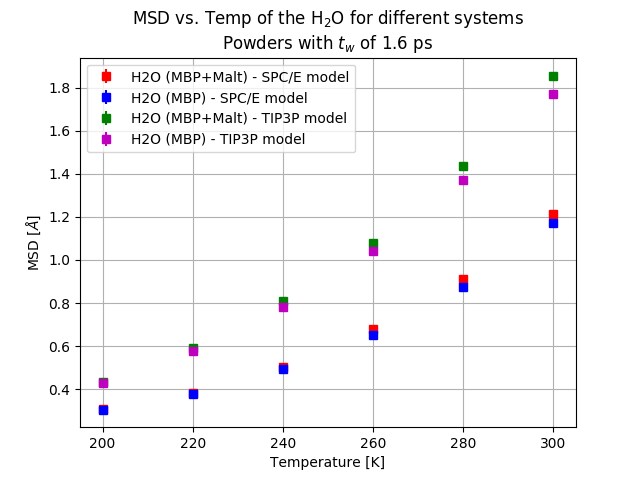 MSD vs. Temp of the H₂O for different systems
Powders with t_w of 1.6 ps
H2O (MBP+Malt) - SPC/E model
H2O (MBP) - SPC/E model
H2O (MBP+Malt) - TIP3P model
H2O (MBP) - TIP3P model
MSD [Å]
1.8
1.6
1.4
1.2
1.0
0.8
0.6
0.4
200 220 240 260 280 300
Temperature [K]